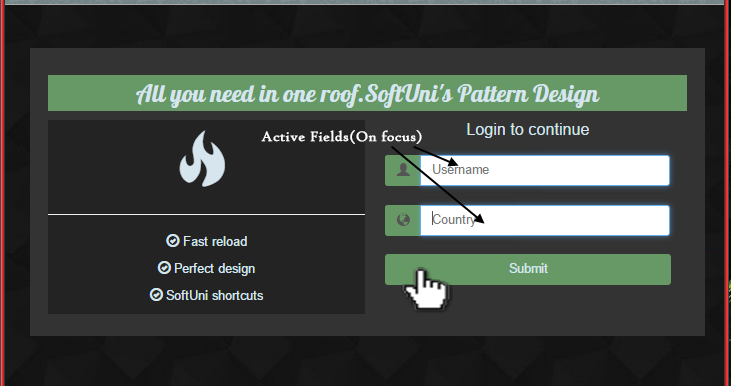 All you need in one roof.SoftUni's Pattern Design
Active Fields(On focus)
Fast reload
Perfect design
SoftUni shortcuts
Login to continue
Username
Country
Submit